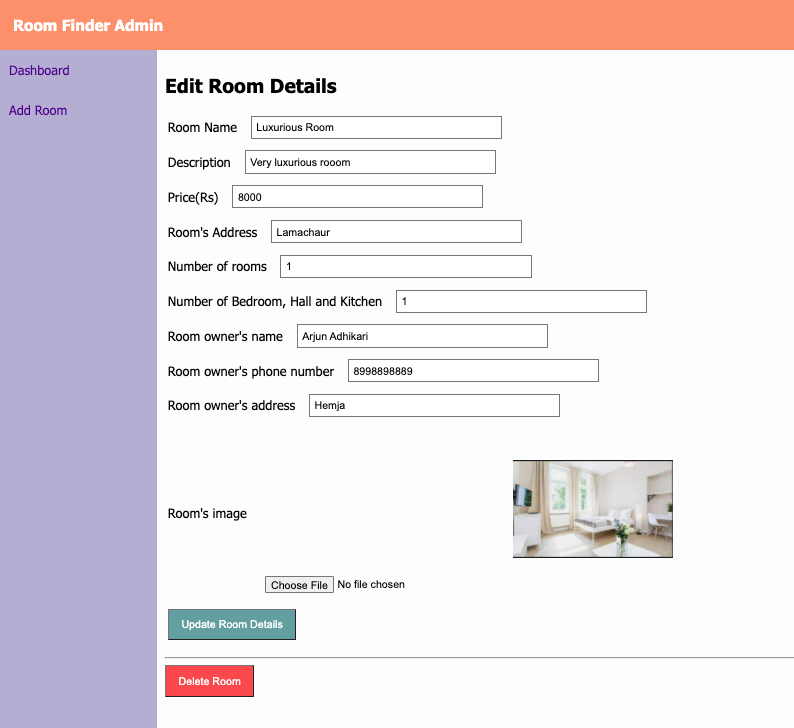 Room Finder Admin
Dashboard
Add Room
Edit Room Details
Room Name Luxurious Room
Description Very luxurious rooom
Price(Rs) 8000
Room's Address Lamachaur
Number of rooms 1
Number of Bedroom, Hall and Kitchen 1
Room owner's name Arjun Adhikari
Room owner's phone number 8998898889
Room owner's address Hemja
Room's image
Choose File No file chosen
Update Room Details
Delete Room